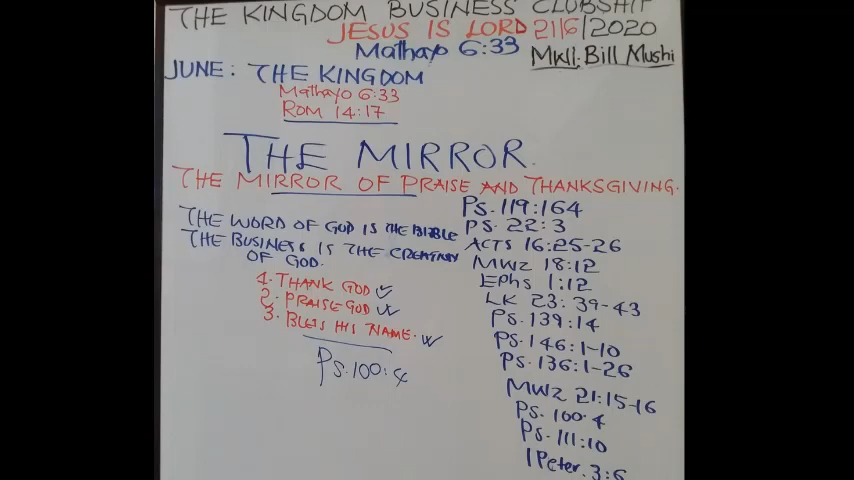 THE KINGDOM BUSINESS CLUBSHIP
JESUS IS LORD 21/6/2020
Mathayo 6:33
MWL: Bill Mushi
JUNE: THE KINGDOM
Mathayo 6:33
ROM 14:17
THE MIRROR.
THE MIRROR OF PRAISE AND THANKSGIVING.
THE WORD OF GOD IS THE BIBLE
THE BUSINESS IS THE
OF GOD.
1. THANK GOD
2. PRAISE GOD
3. BLESS HIS NAME.
Ps. 100:4
Ps. 119:164
PS. 22:3
ACTS 16:25-26
MWZ 18:12
EPhs 1:12
LK 23:39-43
Ps. 139:14
Ps. 146:1-10
Ps. 136:1-26
MWZ 21:15-16
Ps. 100:4
Ps. 111:10
1 Peter. 3:6